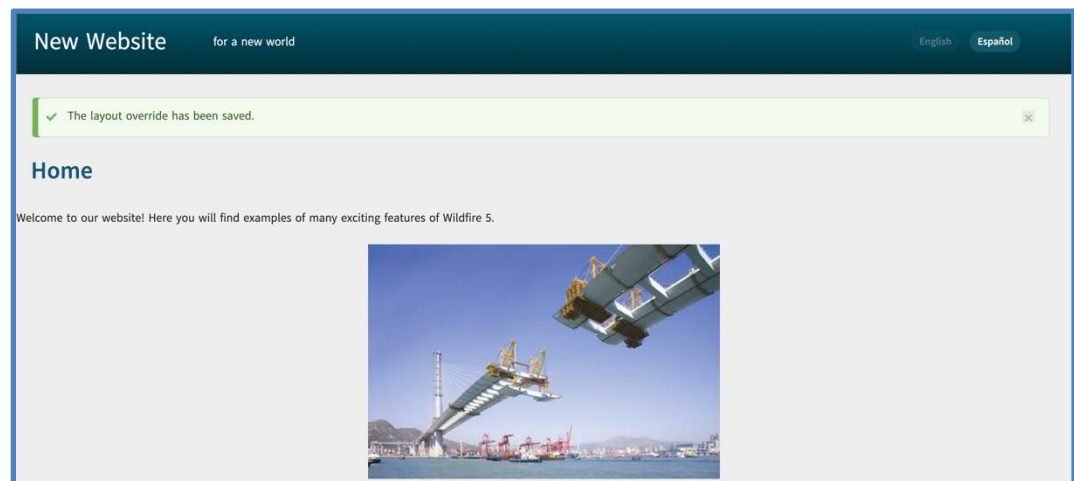 New Website
for a new world
English
Español
The layout override has been saved.
Home
Welcome to our website! Here you will find examples of many exciting features of Wildfire 5.